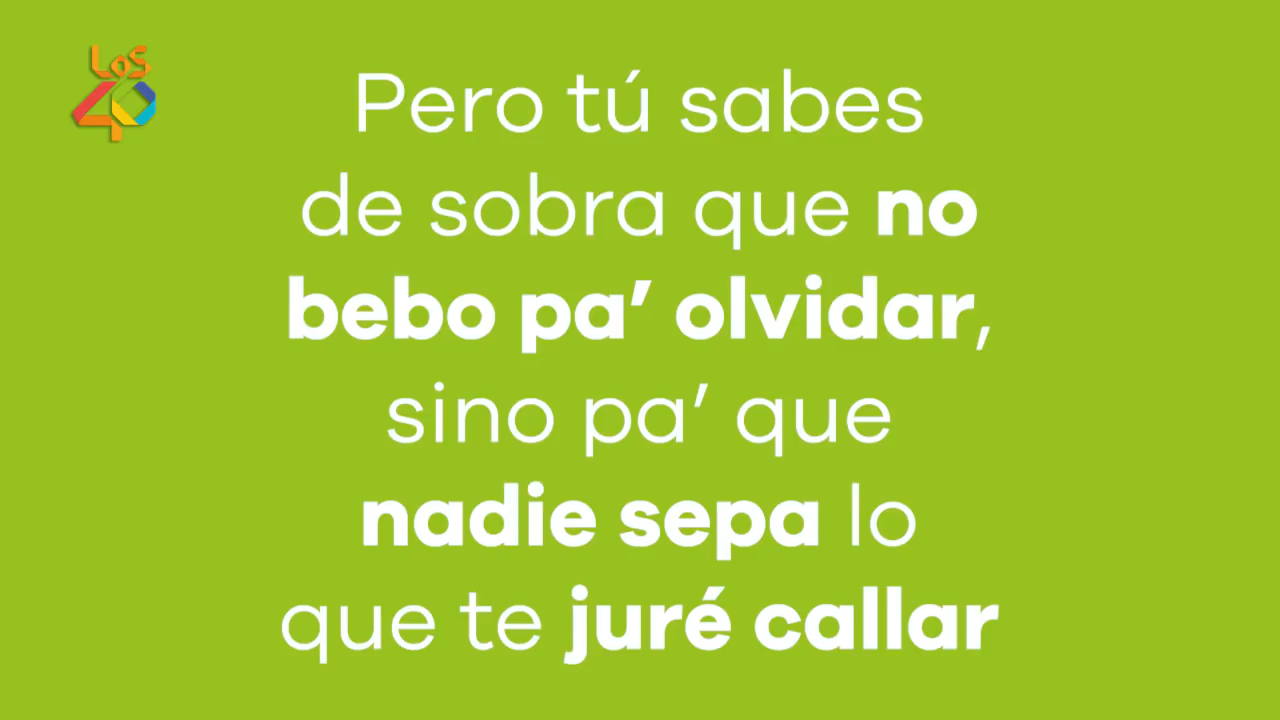 LOS
40
Pero tú sabes
de sobra que no
bebo pa’ olvidar,
sino pa’ que
nadie sepa lo
que te juré callar